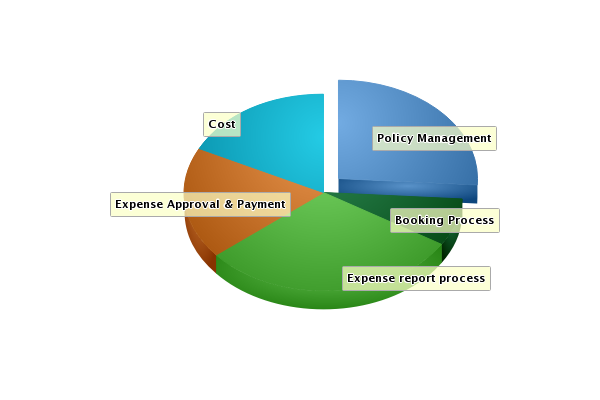 Cost
Policy Management
Expense Approval & Payment
Booking Process
Expense report process